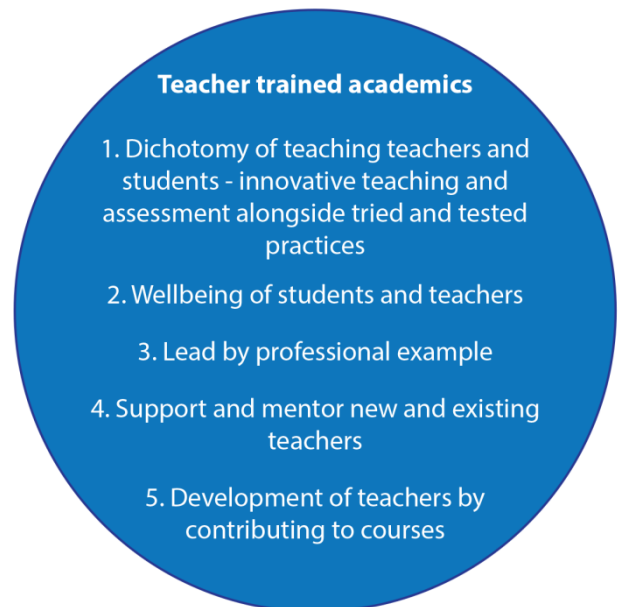 Teacher trained academics
1. Dichotomy of teaching teachers and
students - innovative teaching and
assessment alongside tried and tested
practices
2. Wellbeing of students and teachers
3. Lead by professional example
4. Support and mentor new and existing
teachers
5. Development of teachers by
contributing to courses